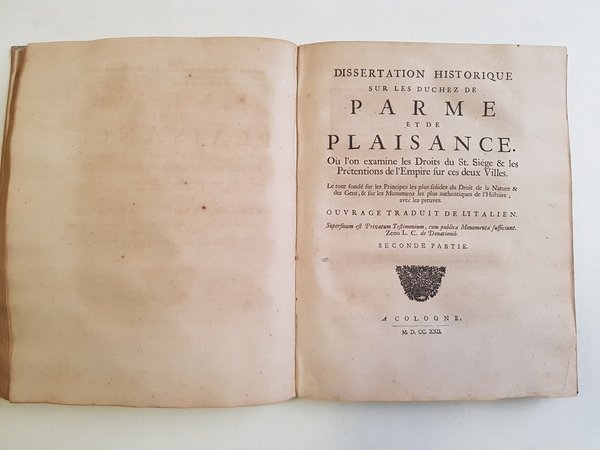 DISSERTATION HISTORIQUE
SUR LES DUCHEZ DE
PARME
ET DE
PLAISANCE.
Où l'on examine les Droits du St. Siége & les
Prétentions de l'Empire sur ces deux Villes.
Le tout fondé sur les Principes les plus solides du Droit de la Nature &
des Gens, & sur les Monumens les plus authentiques de l'Histoire,
avec les preuves.
OUVRAGE TRADUIT DE L'ITALIEN.
Superfluum est Privatum Testimonium, cum publica Monumenta sufficiunt.
Zeno L. C. de Donationib.
SECONDE PARTIE.
A COLOGNE,
M. D. CC. XXII.